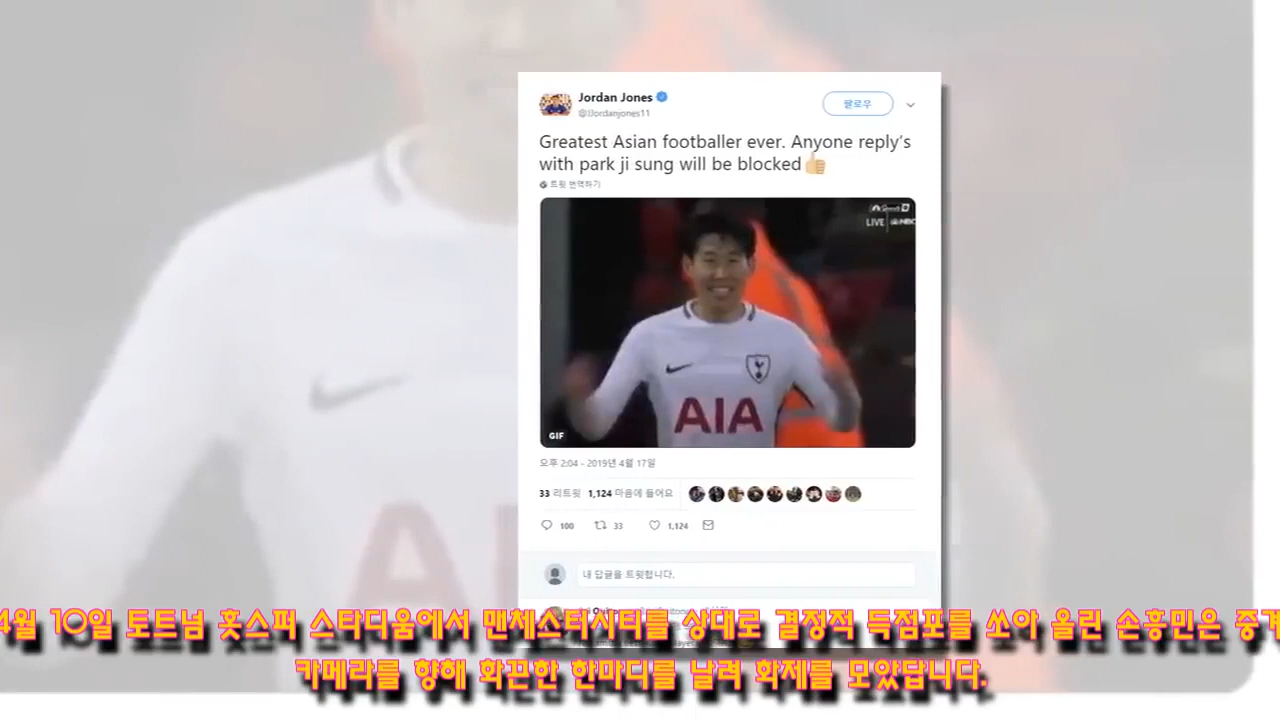 Jordan Jones
@JJordanjones11
팔로우
Greatest Asian footballer ever. Anyone reply's
with park ji sung will be blocked👍
트윗 번역하기
LIVE
AIA
GIF
오후 2:04 - 2019년 4월 17일
33 리트윗 1,124 마음에 들어요
100 33 1,124
내 답글을 트윗합니다.
4월 10일 토트넘 홋스퍼 스타디움에서 맨체스터시티를 상대로 결정적 득점포를 쏘아 올린 손흥민은 중계
카메라를 향해 화끈한 한마디를 날려 화제를 모았답니다.